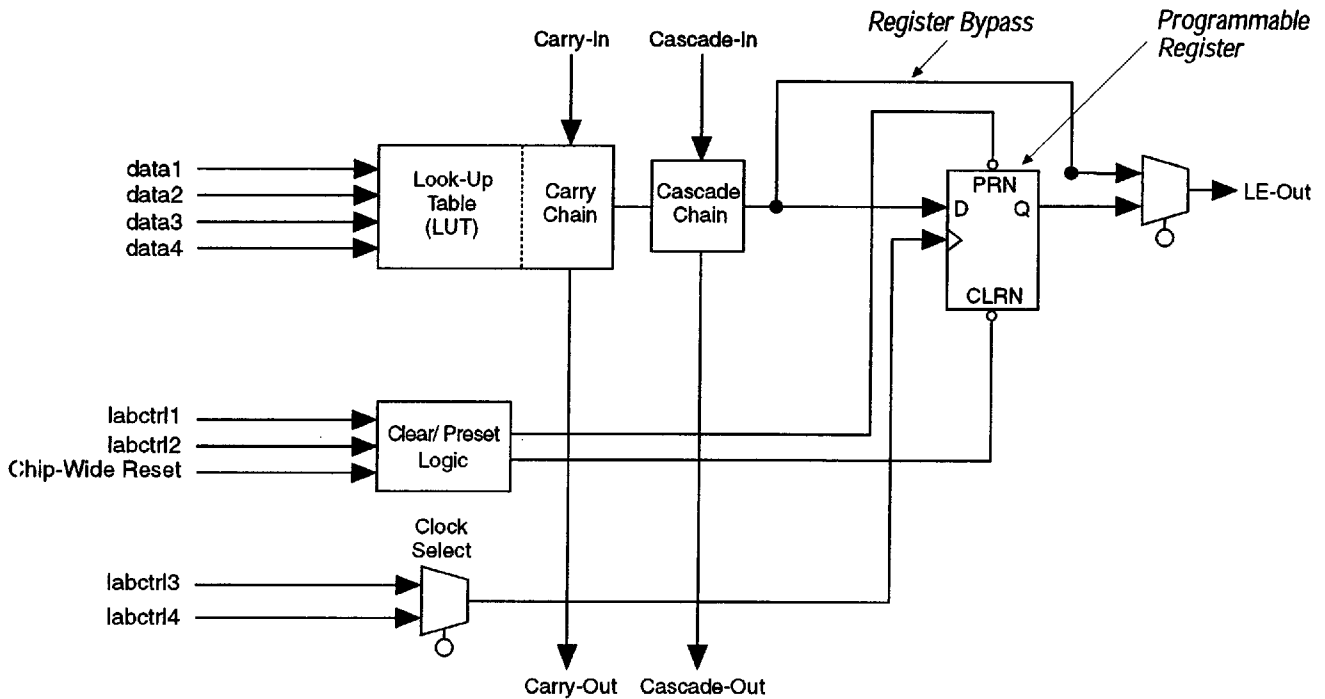 Carry-In
Cascade-In
Register Bypass
Programmable
Register
data1
data2
data3
data4
Look-Up
Table
(LUT)
Carry
Chain
Cascade
Chain
PRN
D
Q
CLRN
LE-Out
labctrl1
labctrl2
Chip-Wide Reset
Clear/ Preset
Logic
Clock
Select
labctrl3
labctrl4
Carry-Out
Cascade-Out